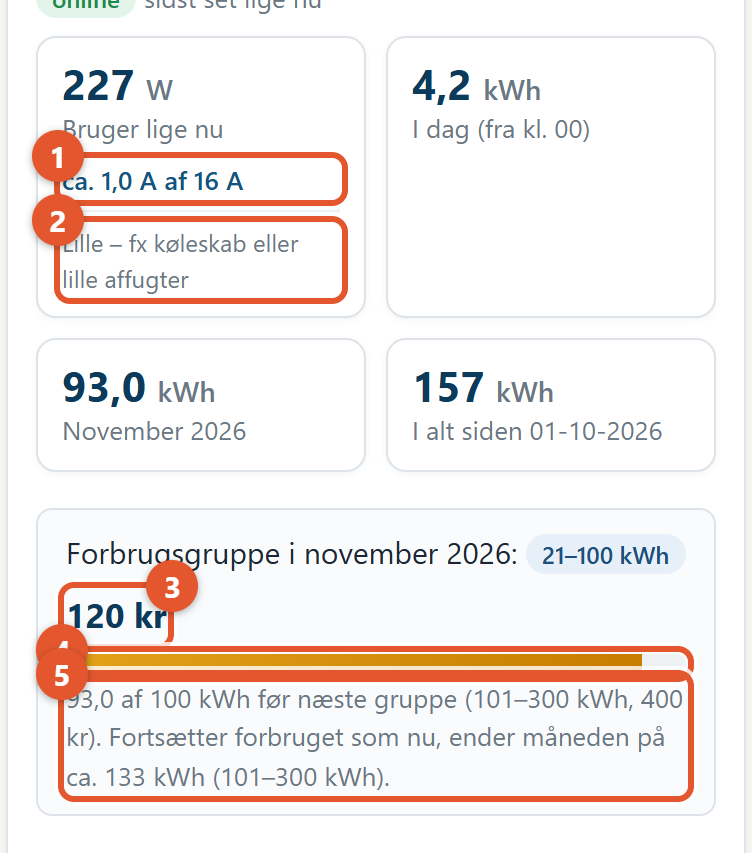 online sidst set lige nu
227 W
Bruger lige nu
1
ca. 1,0 A af 16 A
2
Lille – fx køleskab eller
lille affugter
4,2 kWh
I dag (fra kl. 00)
93,0 kWh
November 2026
157 kWh
I alt siden 01-10-2026
Forbrugsgruppe i november 2026: 21–100 kWh
3
120 kr
4
5
93,0 af 100 kWh før næste gruppe (101–300 kWh, 400
kr). Fortsætter forbruget som nu, ender måneden på
ca. 133 kWh (101–300 kWh).